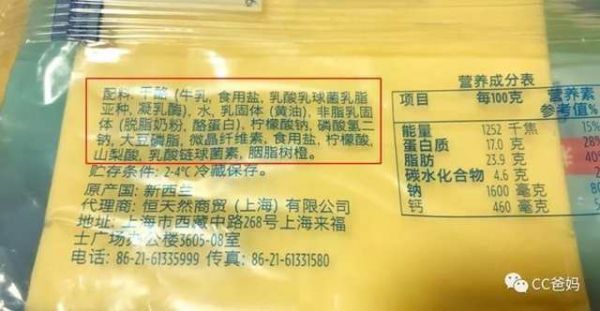 配料: 干酪 (牛乳, 食用盐, 乳酸乳球菌乳脂
亚种, 凝乳酶), 水, 乳固体 (黄油), 非脂乳固
体 (脱脂奶粉, 酪蛋白), 柠檬酸钠, 磷酸氢二
钠, 大豆磷脂, 微晶纤维素, 食用盐, 柠檬酸,
山梨酸, 乳酸链球菌素, 胭脂树橙。
贮存条件: 2-4℃冷藏保存。
原产国: 新西兰
代理商: 恒天然商贸 (上海) 有限公司
地址: 上海市西藏中路268号上海来福
士广场办公楼3605-08室
电话: 86-21-61335999 传真: 86-21-61331580
营养成分表
项目 每100克 营养素
参考值%
能量 1252 千焦 15%
蛋白质 17.0 克 28%
脂肪 23.9 克 40%
碳水化合物 4.6 克
钠 1600 毫克
钙 460 毫克
CC爸妈